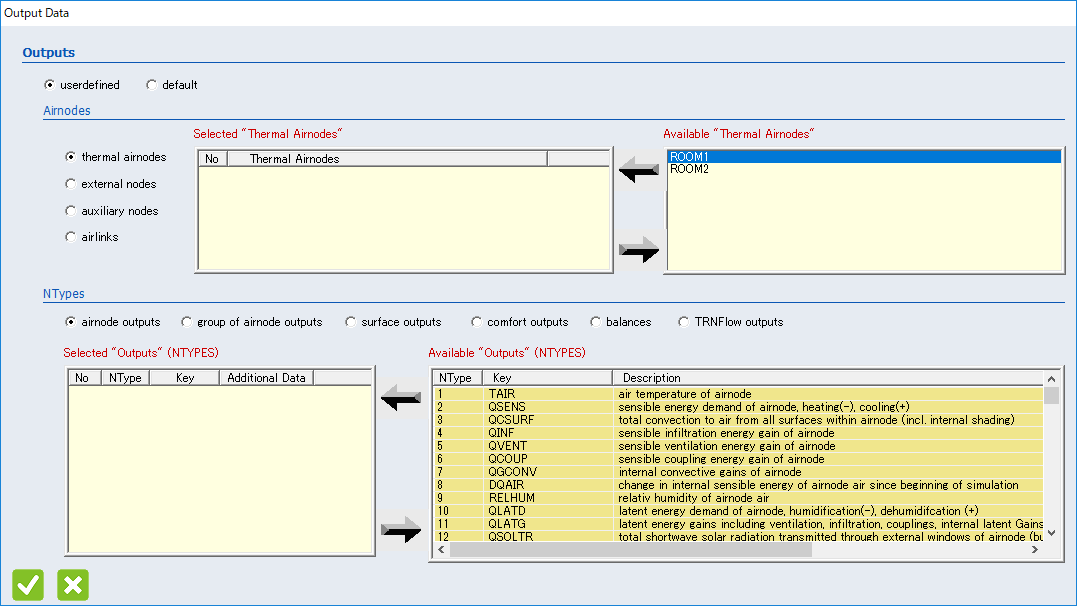 Output Data
Outputs
userdefined default
Airnodes
Selected "Thermal Airnodes" Available "Thermal Airnodes"
thermal airnodes
external nodes
auxiliary nodes
airlinks
No Thermal Airnodes
ROOM1
ROOM2
NTypes
airnode outputs group of airnode outputs surface outputs comfort outputs balances TRNFlow outputs
Selected "Outputs" (NTYPES) Available "Outputs" (NTYPES)
No NType Key Additional Data
NType Key Description
1 TAIR air temperature of airnode
2 QSENS sensible energy demand of airnode, heating(-), cooling(+)
3 QCSURF total convection to air from all surfaces within airnode (incl. internal shading)
4 QINF sensible infiltration energy gain of airnode
5 QVENT sensible ventilation energy gain of airnode
6 QCOUP sensible coupling energy gain of airnode
7 QGCONV internal convective gains of airnode
8 DQAIR change in internal sensible energy of airnode air since beginning of simulation
9 RELHUM relativ humidity of airnode air
10 QLATD latent energy demand of airnode, humidification(-), dehumidifcation (+)
11 QLATG latent energy gains including ventilation, infiltration, couplings, internal latent Gains
12 QSOLTR total shortwave solar radiation transmitted through external windows of airnode (bu